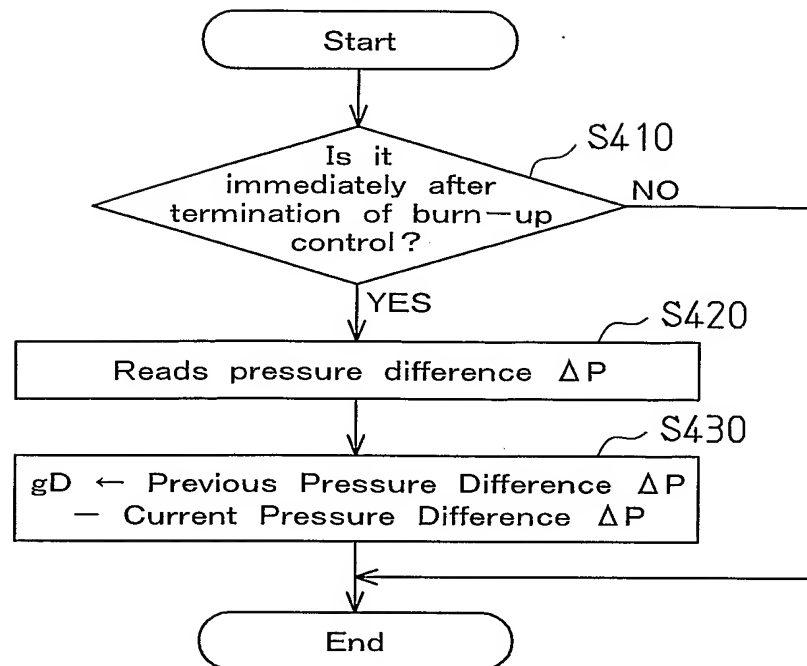 Start
S410
Is it
immediately after
termination of burn-up
control?
NO
YES
S420
Reads pressure difference ΔP
S430
gD ← Previous Pressure Difference ΔP
− Current Pressure Difference ΔP
End